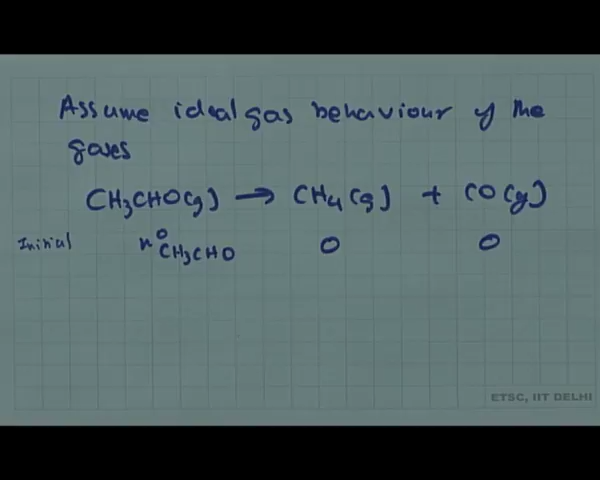 Assume ideal gas behaviour of the
gases
CH₃CHO(g) → CH₄(g) + CO(g)
Initial n°CH₃CHO 0 0
ETSC, IIT DELHI